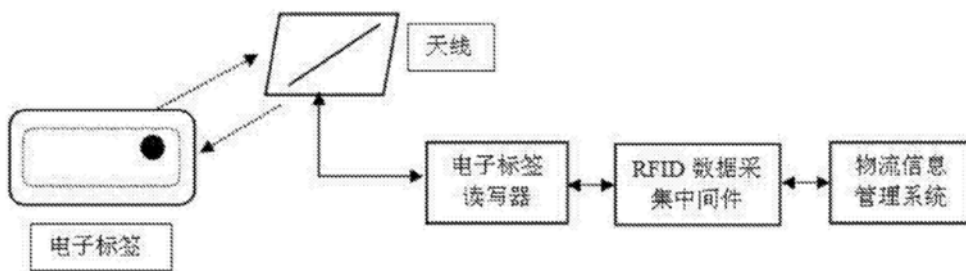 天线
电子标签
读写器
RFID 数据采
集中间件
物流信息
管理系统
电子标签